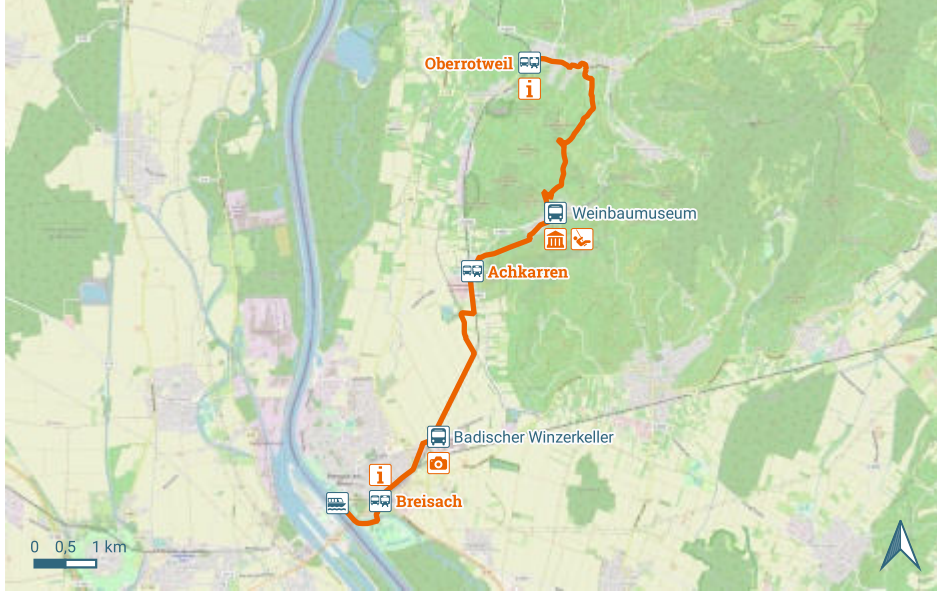 Oberrotweil
i
Weinbaumuseum
Achkarren
Badischer Winzerkeller
i
Breisach
0 0,5 1 km